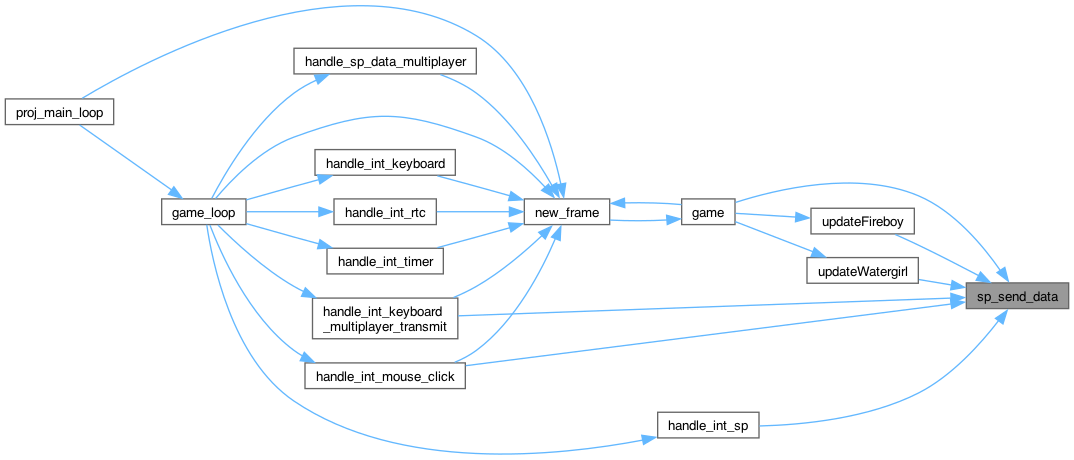 handle_sp_data_multiplayer
proj_main_loop
handle_int_keyboard
game_loop
handle_int_rtc
new_frame
game
updateFireboy
handle_int_timer
updateWatergirl
sp_send_data
handle_int_keyboard
_multiplayer_transmit
handle_int_mouse_click
handle_int_sp